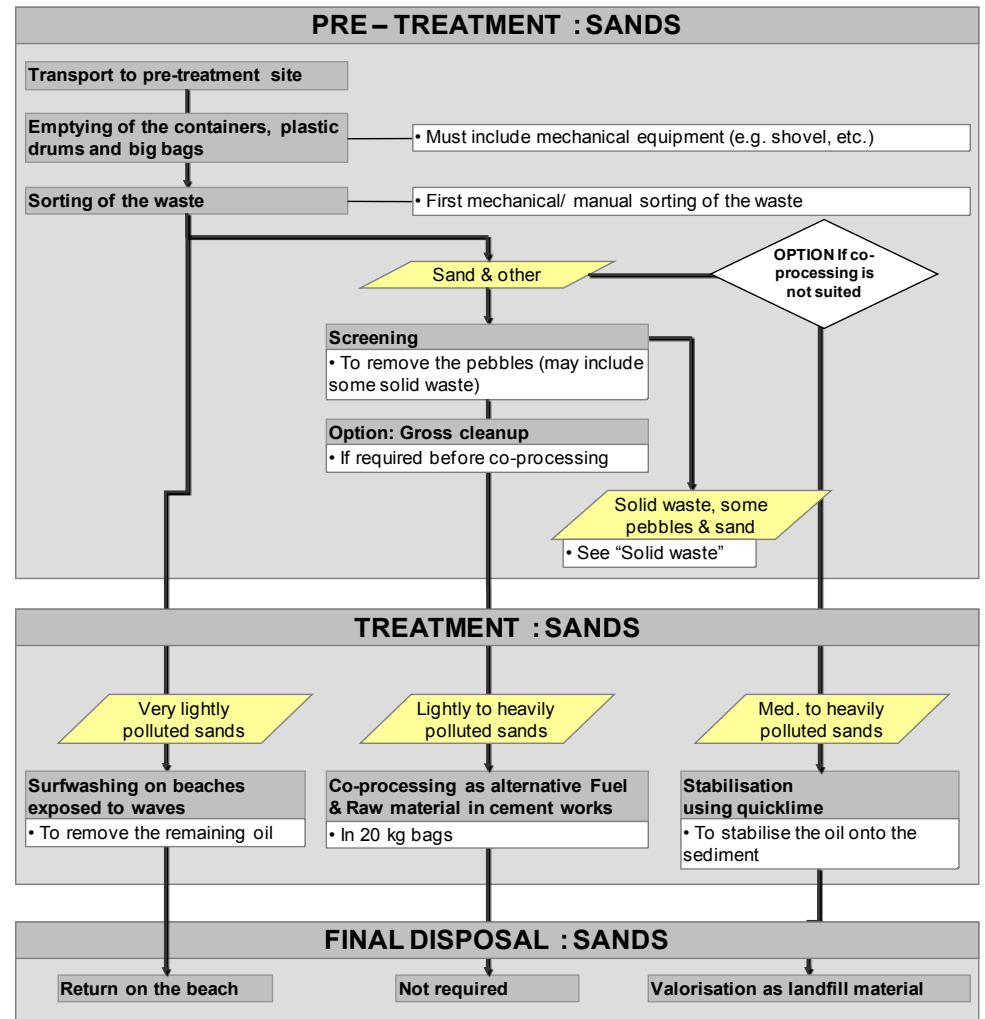 PRE – TREATMENT : SANDS
Transport to pre-treatment site
Emptying of the containers, plastic
drums and big bags
• Must include mechanical equipment (e.g. shovel, etc.)
Sorting of the waste
• First mechanical/ manual sorting of the waste
OPTION If co-
processing is
not suited
Sand & other
Screening
• To remove the pebbles (may include
some solid waste)
Option: Gross cleanup
• If required before co-processing
Solid waste, some
pebbles & sand
• See “Solid waste”
TREATMENT : SANDS
Very lightly
polluted sands
Lightly to heavily
polluted sands
Med. to heavily
polluted sands
Surfwashing on beaches
exposed to waves
• To remove the remaining oil
Co-processing as alternative Fuel
& Raw material in cement works
• In 20 kg bags
Stabilisation
using quicklime
• To stabilise the oil onto the
sediment
FINAL DISPOSAL : SANDS
Return on the beach
Not required
Valorisation as landfill material